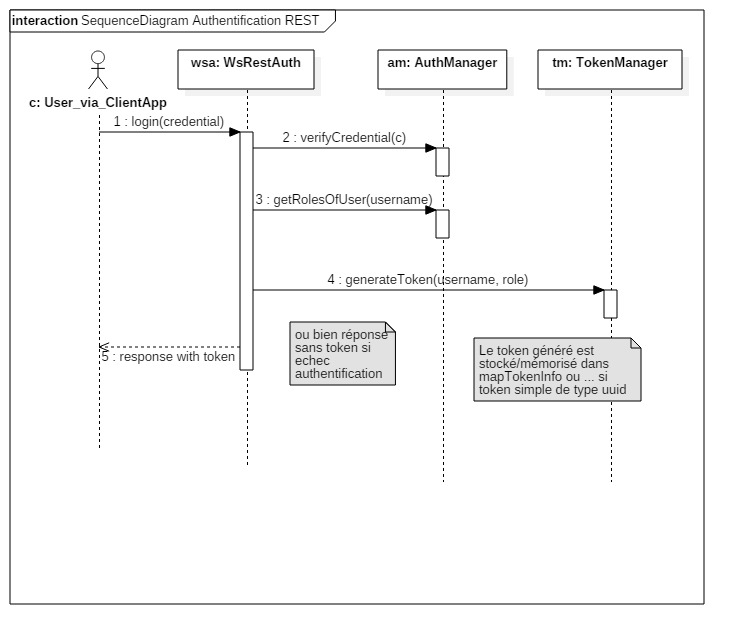 interaction SequenceDiagram Authentification REST
wsa: WsRestAuth
am: AuthManager
tm: TokenManager
c: User_via_ClientApp
1 : login(credential)
2 : verifyCredential(c)
3 : getRolesOfUser(username)
4 : generateToken(username, role)
5 : response with token
ou bien réponse
sans token si
echec
authentification
Le token généré est
stocké/mémorisé dans
mapTokenInfo ou ... si
token simple de type uuid